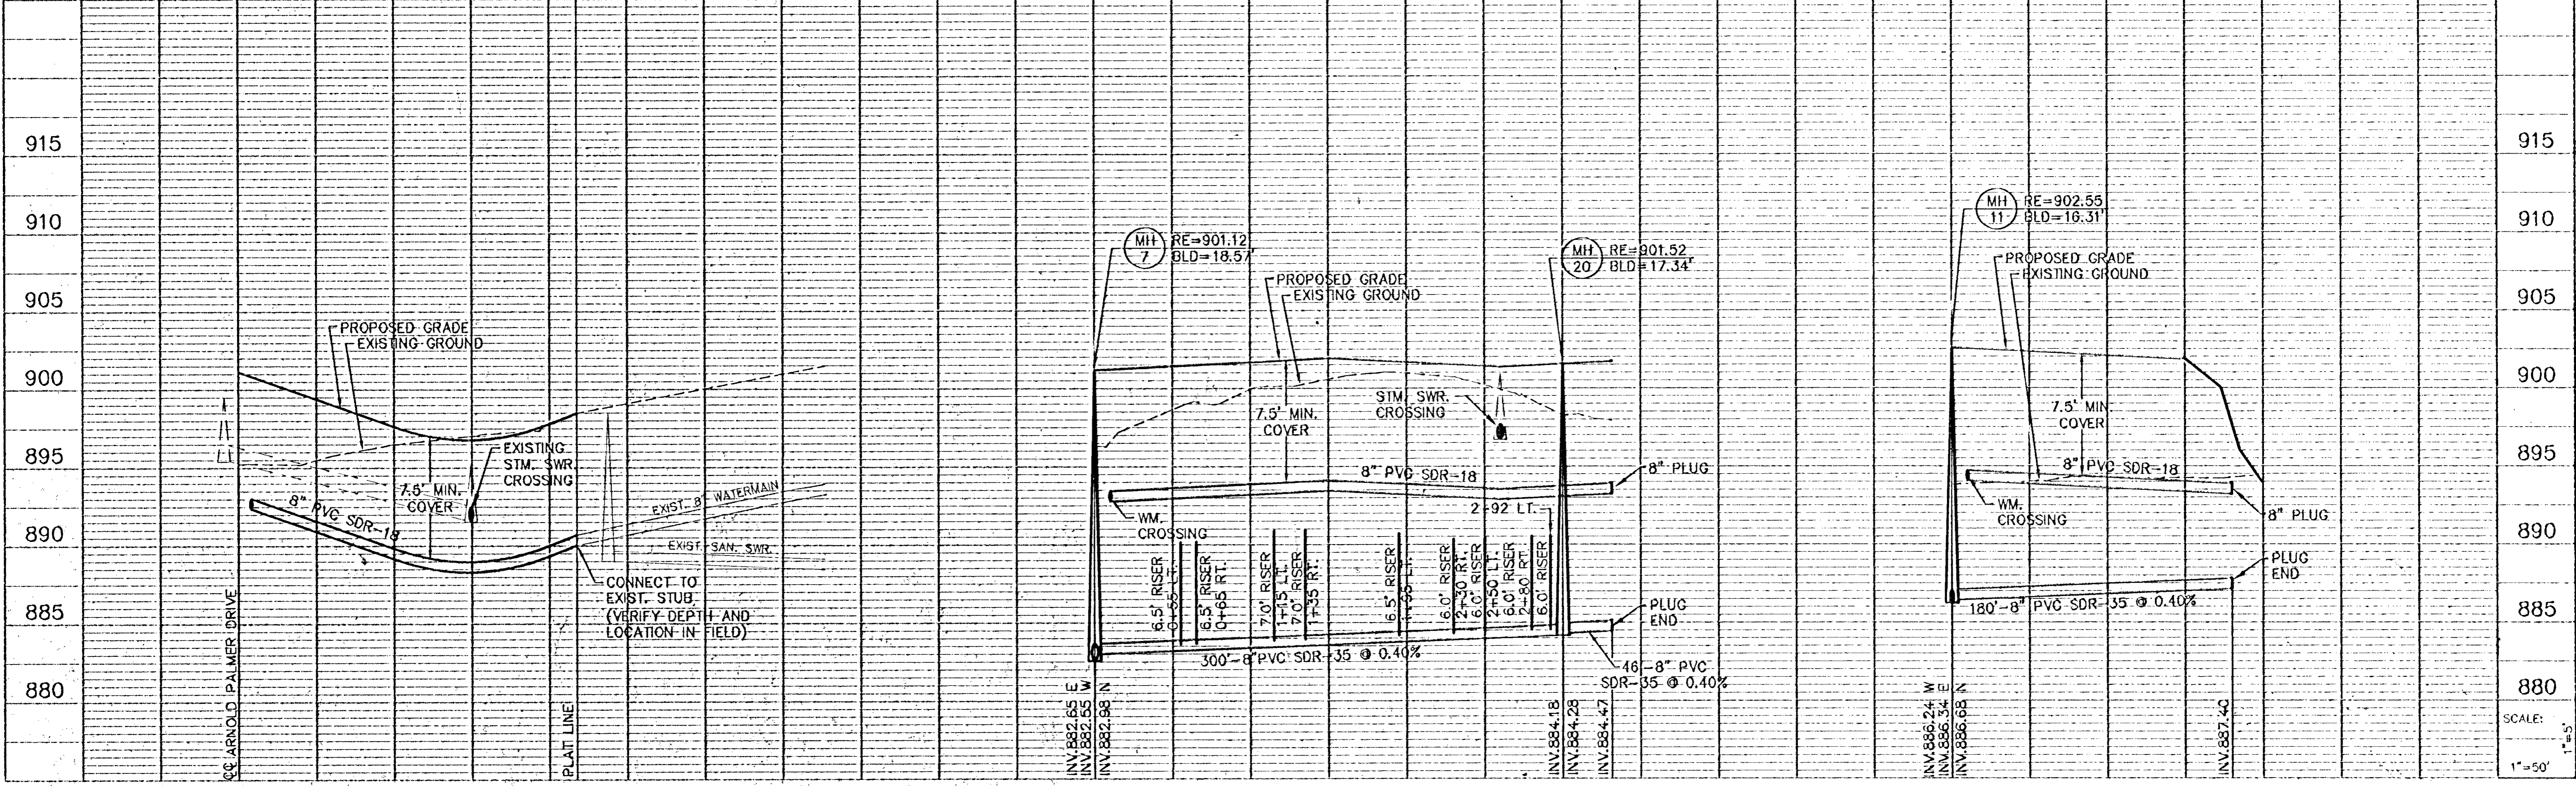 915
910
905
900
895
890
885
880
PROPOSED GRADE
EXISTING GROUND
7.5' MIN.
COVER
EXISTING
STM. SWR.
CROSSING
8" PVC SDR-18
EXIST. 8" WATERMAIN
EXIST. SAN. SWR.
CONNECT TO
EXIST. STUB
(VERIFY DEPTH AND
LOCATION IN FIELD)
ARNOLD PALMER DRIVE
PLAT LINE
MH
7
RE=901.12
BLD=18.57'
PROPOSED GRADE
EXISTING GROUND
7.5' MIN.
COVER
STM. SWR.
CROSSING
MH
20
RE=901.52
BLD=17.34'
8" PVC SDR-18
8" PLUG
WM.
CROSSING
2+92 LT.
6.5' RISER
0+55 LT.
6.5' RISER
0+65 RT.
7.0' RISER
1+15 LT.
7.0' RISER
1+35 RT.
6.5' RISER
1+95 LT.
6.0' RISER
2+30 RT.
6.0' RISER
2+50 LT.
6.0' RISER
2+80 RT.
6.0' RISER
300'-8"PVC SDR-35 @ 0.40%
PLUG
END
46'-8" PVC
SDR-35 @ 0.40%
INV.882.65 E
INV.882.55 W
INV.882.98 N
INV.884.18
INV.884.28
INV.884.47
MH
11
RE=902.55
BLD=16.31'
PROPOSED GRADE
EXISTING GROUND
7.5' MIN.
COVER
8" PVC SDR-18
WM.
CROSSING
8" PLUG
PLUG
END
180'-8" PVC SDR-35 @ 0.40%
INV.886.24 W
INV.886.34 E
INV.886.68 N
INV.887.40
915
910
905
900
895
890
885
880
SCALE:
1"=5'
1"=50'